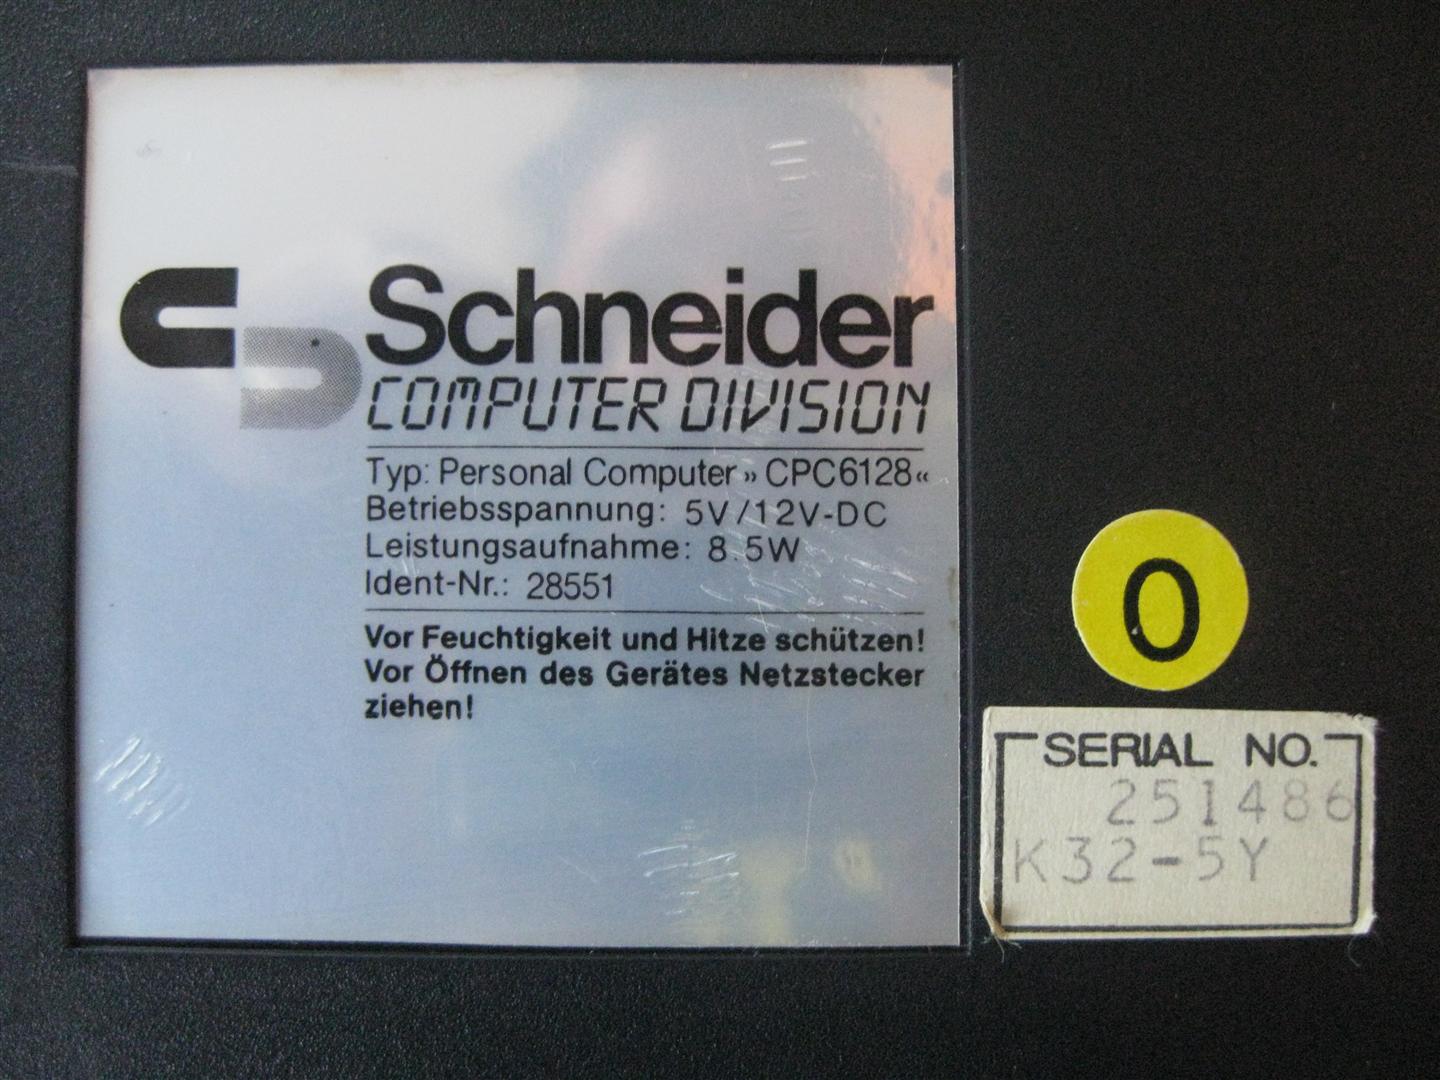 Schneider
COMPUTER DIVISION
Typ: Personal Computer »CPC6128«
Betriebsspannung: 5V/12V-DC
Leistungsaufnahme: 8.5W
Ident-Nr.: 28551
Vor Feuchtigkeit und Hitze schützen!
Vor Öffnen des Gerätes Netzstecker
ziehen!
0
SERIAL NO.
251486
K32-5Y